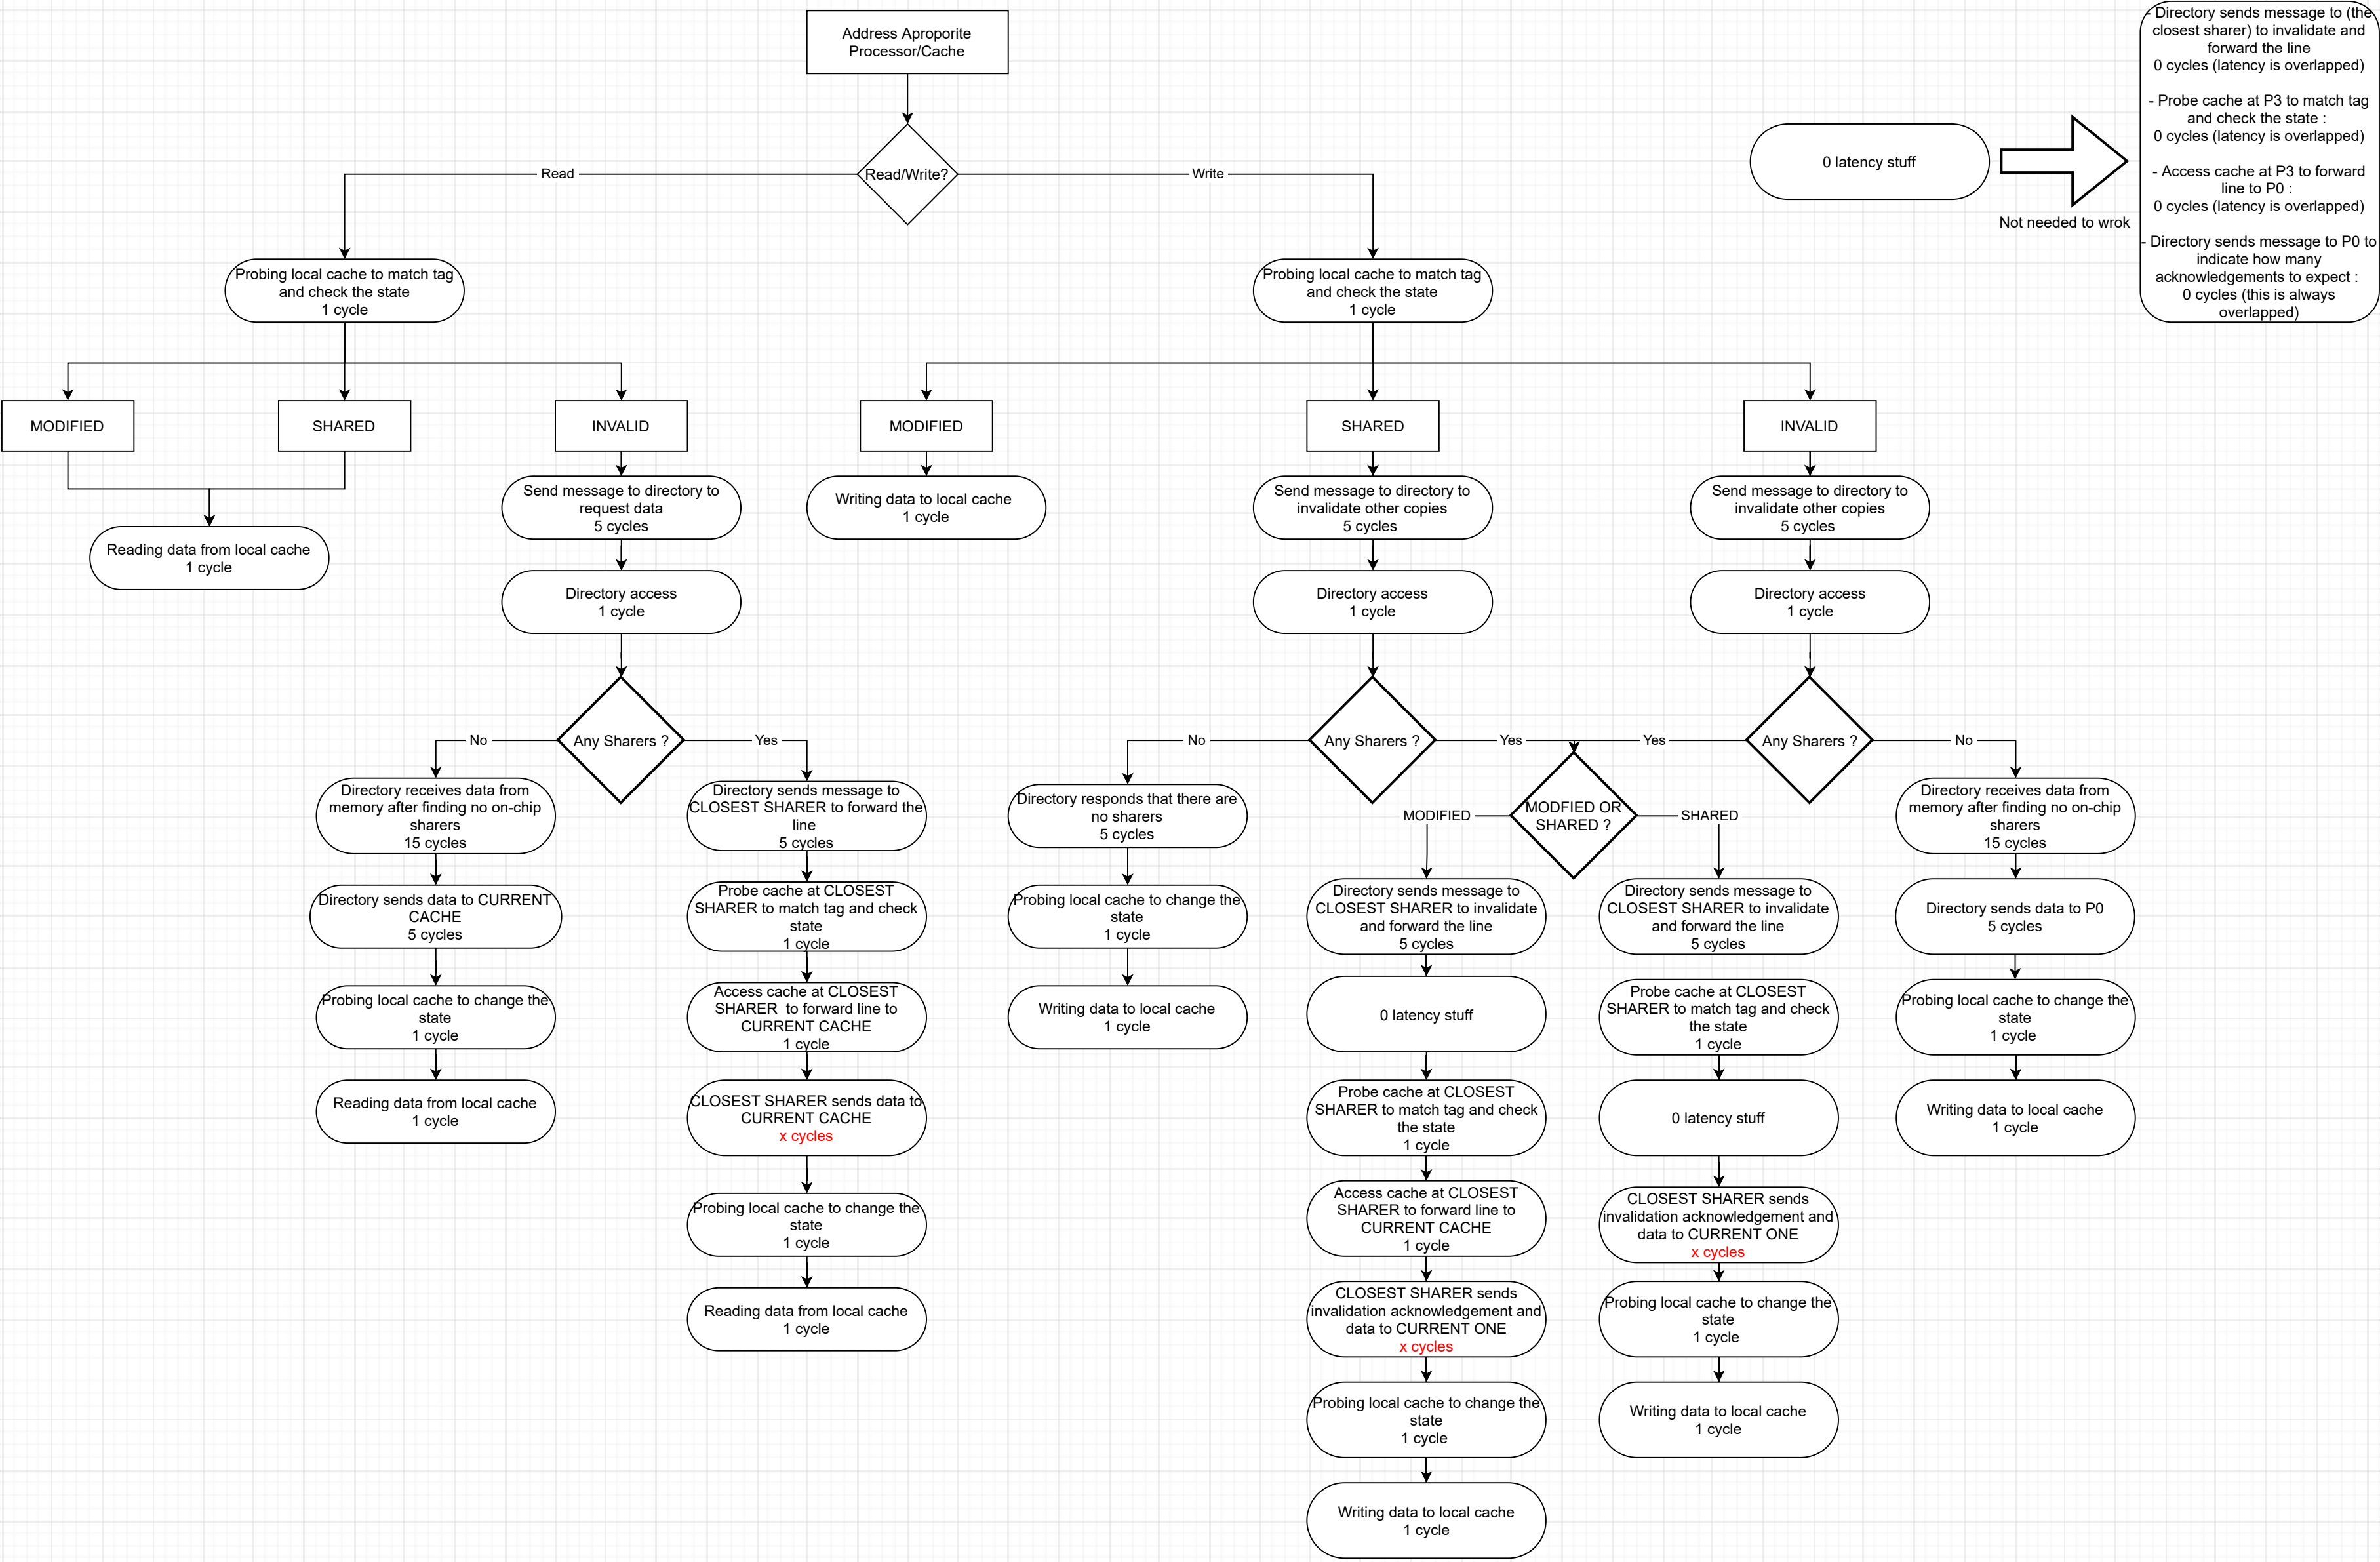 Address Aproporite
Processor/Cache
Read/Write?
Read
Write
0 latency stuff
Not needed to wrok
- Directory sends message to (the
closest sharer) to invalidate and
forward the line
0 cycles (latency is overlapped)
- Probe cache at P3 to match tag
and check the state :
0 cycles (latency is overlapped)
- Access cache at P3 to forward
line to P0 :
0 cycles (latency is overlapped)
- Directory sends message to P0 to
indicate how many
acknowledgements to expect :
0 cycles (this is always
overlapped)
Probing local cache to match tag
and check the state
1 cycle
Probing local cache to match tag
and check the state
1 cycle
MODIFIED
SHARED
INVALID
MODIFIED
SHARED
INVALID
Reading data from local cache
1 cycle
Send message to directory to
request data
5 cycles
Writing data to local cache
1 cycle
Send message to directory to
invalidate other copies
5 cycles
Send message to directory to
invalidate other copies
5 cycles
Directory access
1 cycle
Directory access
1 cycle
Directory access
1 cycle
No
Any Sharers ?
Yes
No
Any Sharers ?
Yes
Yes
Any Sharers ?
No
MODIFIED
MODFIED OR
SHARED ?
SHARED
Directory receives data from
memory after finding no on-chip
sharers
15 cycles
Directory sends data to CURRENT
CACHE
5 cycles
Probing local cache to change the
state
1 cycle
Reading data from local cache
1 cycle
Directory sends message to
CLOSEST SHARER to forward the
line
5 cycles
Probe cache at CLOSEST
SHARER to match tag and check
state
1 cycle
Access cache at CLOSEST
SHARER to forward line to
CURRENT CACHE
1 cycle
CLOSEST SHARER sends data to
CURRENT CACHE
x cycles
Probing local cache to change the
state
1 cycle
Reading data from local cache
1 cycle
Directory responds that there are
no sharers
5 cycles
Probing local cache to change the
state
1 cycle
Writing data to local cache
1 cycle
Directory sends message to
CLOSEST SHARER to invalidate
and forward the line
5 cycles
0 latency stuff
Probe cache at CLOSEST
SHARER to match tag and check
the state
1 cycle
Access cache at CLOSEST
SHARER to forward line to
CURRENT CACHE
1 cycle
CLOSEST SHARER sends
invalidation acknowledgement and
data to CURRENT ONE
x cycles
Probing local cache to change the
state
1 cycle
Writing data to local cache
1 cycle
Directory sends message to
CLOSEST SHARER to invalidate
and forward the line
5 cycles
Probe cache at CLOSEST
SHARER to match tag and check
the state
1 cycle
0 latency stuff
CLOSEST SHARER sends
invalidation acknowledgement and
data to CURRENT ONE
x cycles
Probing local cache to change the
state
1 cycle
Writing data to local cache
1 cycle
Directory receives data from
memory after finding no on-chip
sharers
15 cycles
Directory sends data to P0
5 cycles
Probing local cache to change the
state
1 cycle
Writing data to local cache
1 cycle